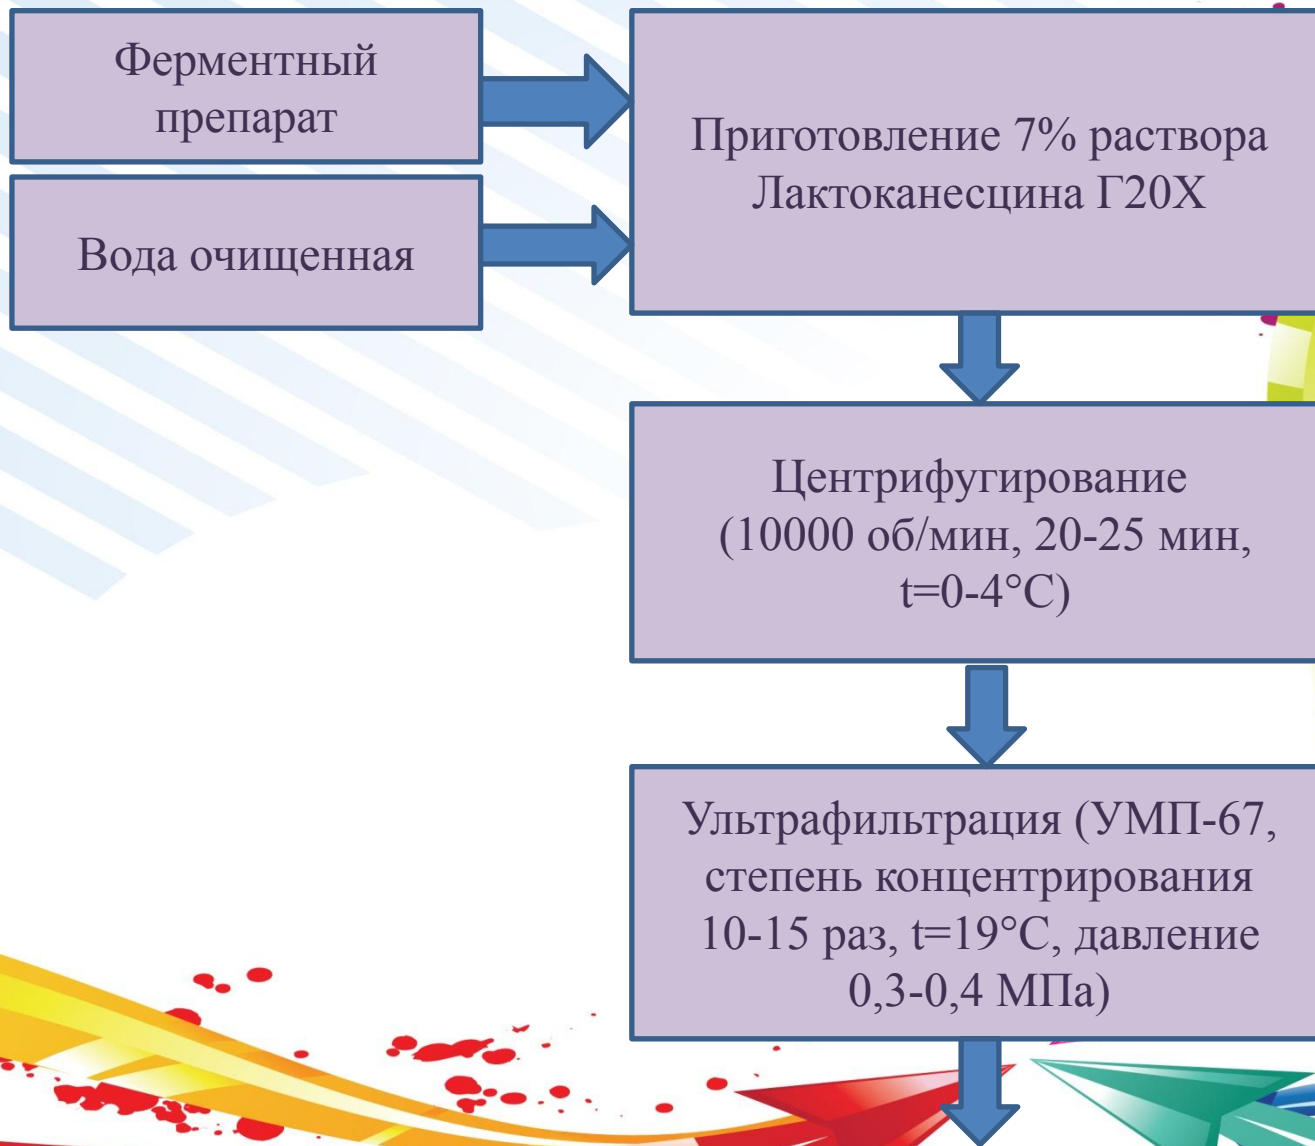 Ферментный
препарат
Вода очищенная
Приготовление 7% раствора
Лактоканесцина Г20Х
Центрифугирование
(10000 об/мин, 20-25 мин,
t=0-4°C)
Ультрафильтрация (УМП-67,
степень концентрирования
10-15 раз, t=19°C, давление
0,3-0,4 МПа)